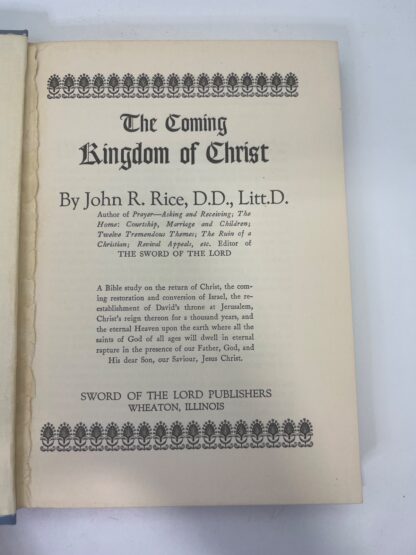 The Coming
Kingdom of Christ
By John R. Rice, D.D., Litt.D.
Author of Prayer—Asking and Receiving; The
Home: Courtship, Marriage and Children;
Twelve Tremendous Themes; The Ruin of a
Christian; Revival Appeals, etc. Editor of
THE SWORD OF THE LORD
A Bible study on the return of Christ, the com-
ing restoration and conversion of Israel, the re-
establishment of David's throne at Jerusalem,
Christ's reign thereon for a thousand years, and
the eternal Heaven upon the earth where all the
saints of God of all ages will dwell in eternal
rapture in the presence of our Father, God, and
His dear Son, our Saviour, Jesus Christ.
SWORD OF THE LORD PUBLISHERS
WHEATON, ILLINOIS